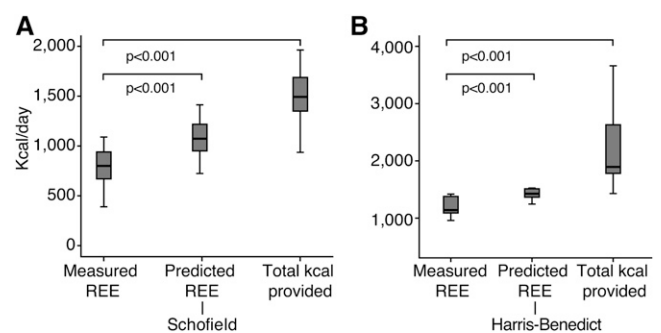 A
Kcal/day
2,000
1,500
1,000
500
0
p<0.001
p<0.001
Measured
REE
Predicted
REE
Schofield
Total kcal
provided
B
4,000
3,000
2,000
1,000
p<0.001
p<0.001
Measured
REE
Predicted
REE
Harris-Benedict
Total kcal
provided